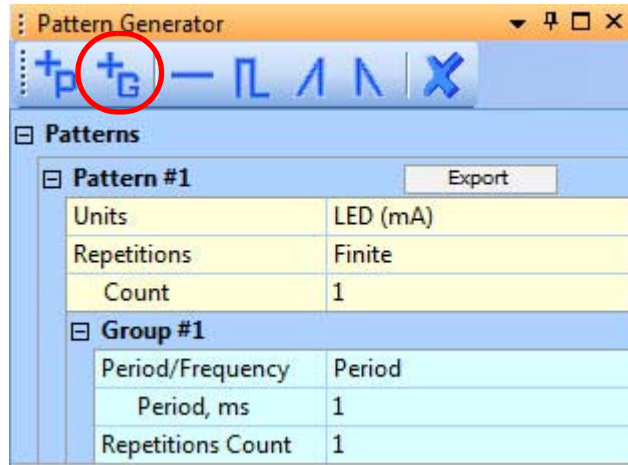 Pattern Generator
+P +G
Patterns
Pattern #1 Export
Units LED (mA)
Repetitions Finite
Count 1
Group #1
Period/Frequency Period
Period, ms 1
Repetitions Count 1